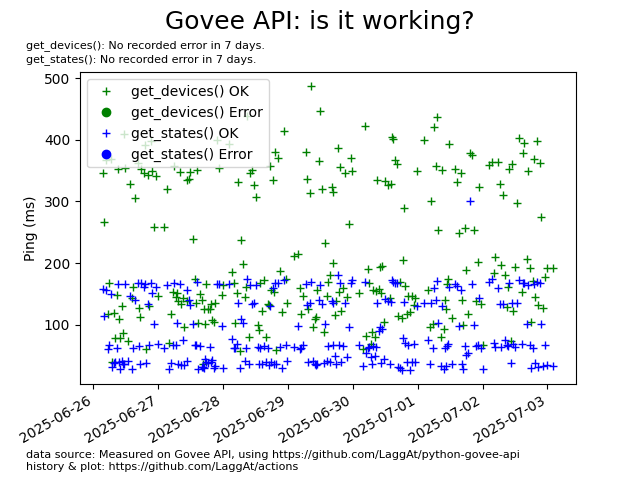 Govee API: is it working?
get_devices(): No recorded error in 7 days.
get_states(): No recorded error in 7 days.
get_devices() OK
get_devices() Error
get_states() OK
get_states() Error
Ping (ms)
500
400
300
200
100
2025-06-26
2025-06-27
2025-06-28
2025-06-29
2025-06-30
2025-07-01
2025-07-02
2025-07-03
data source: Measured on Govee API, using https://github.com/LaggAt/python-govee-api
history & plot: https://github.com/LaggAt/actions